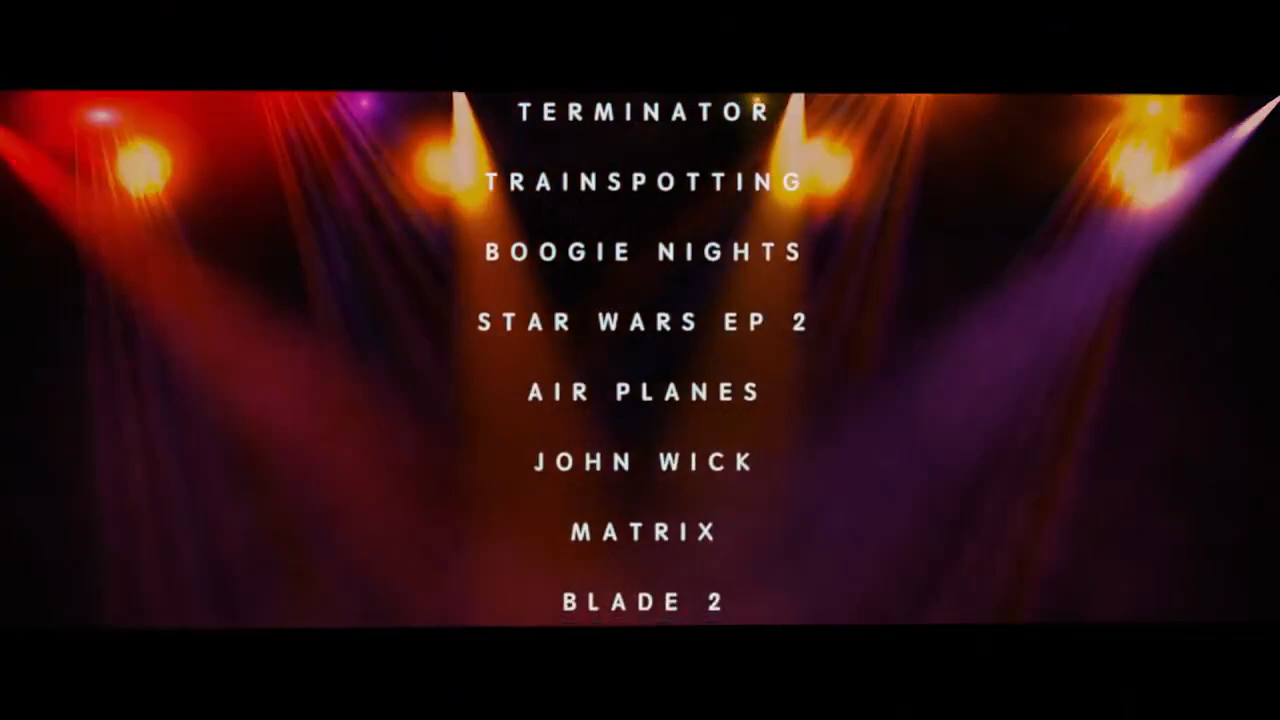 TERMINATOR
TRAINSPOTTING
BOOGIE NIGHTS
STAR WARS EP 2
AIR PLANES
JOHN WICK
MATRIX
BLADE 2